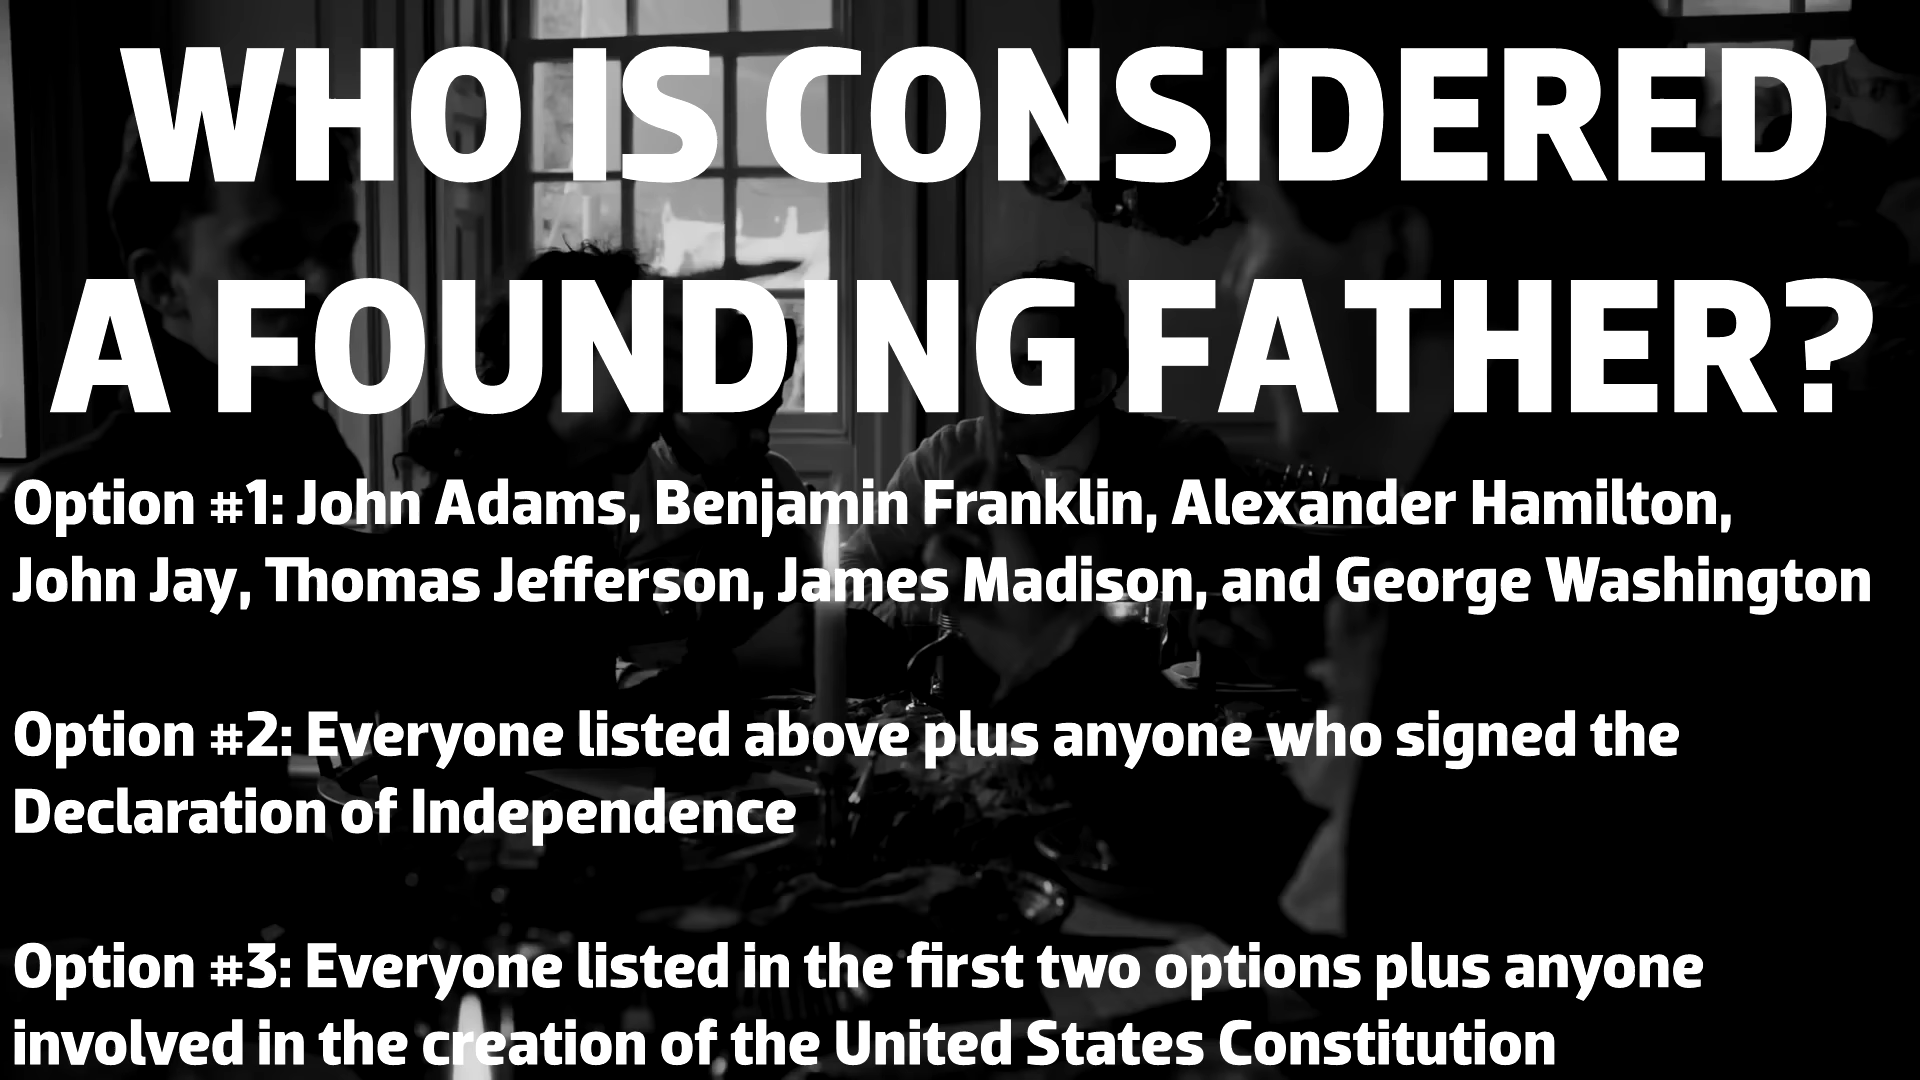 WHO IS CONSIDERED
A FOUNDING FATHER?
Option #1: John Adams, Benjamin Franklin, Alexander Hamilton,
John Jay, Thomas Jefferson, James Madison, and George Washington
Option #2: Everyone listed above plus anyone who signed the
Declaration of Independence
Option #3: Everyone listed in the first two options plus anyone
involved in the creation of the United States Constitution